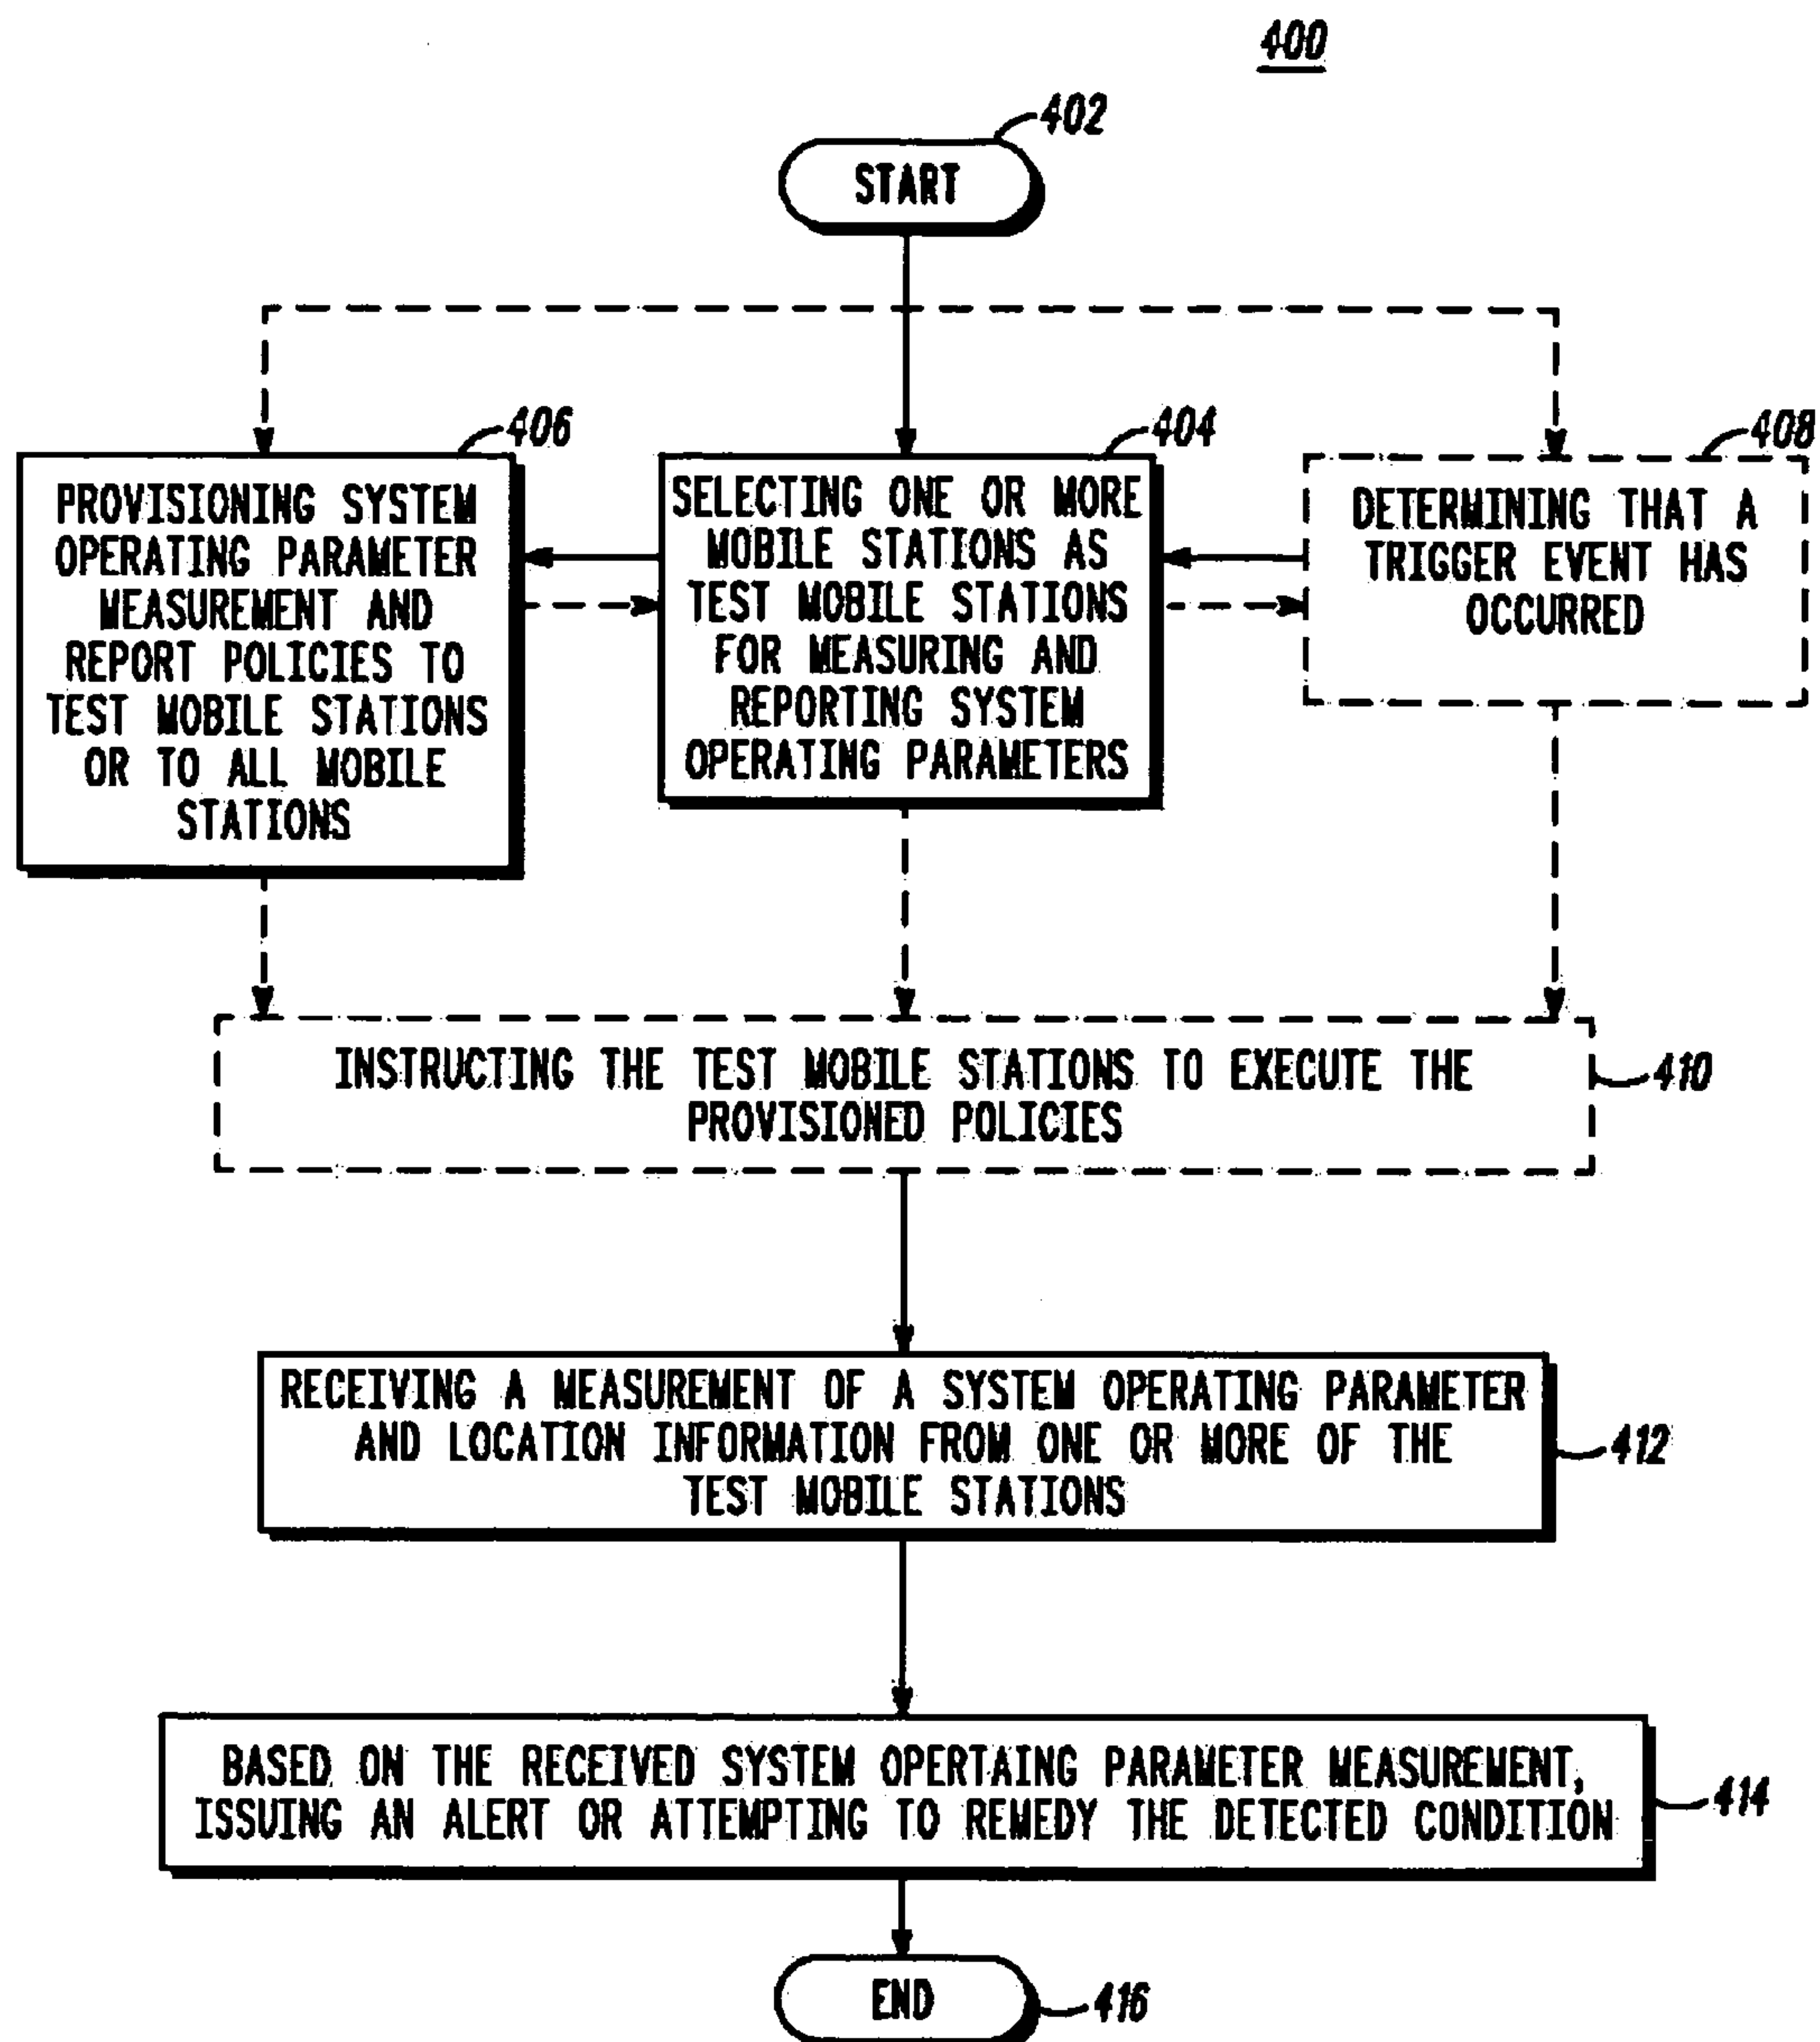 400
402
START
406
PROVISIONING SYSTEM
OPERATING PARAMETER
MEASUREMENT AND
REPORT POLICIES TO
TEST MOBILE STATIONS
OR TO ALL MOBILE
STATIONS
404
SELECTING ONE OR MORE
MOBILE STATIONS AS
TEST MOBILE STATIONS
FOR MEASURING AND
REPORTING SYSTEM
OPERATING PARAMETERS
408
DETERMINING THAT A
TRIGGER EVENT HAS
OCCURRED
INSTRUCTING THE TEST MOBILE STATIONS TO EXECUTE THE
PROVISIONED POLICIES
410
RECEIVING A MEASUREMENT OF A SYSTEM OPERATING PARAMETER
AND LOCATION INFORMATION FROM ONE OR MORE OF THE
TEST MOBILE STATIONS
412
BASED ON THE RECEIVED SYSTEM OPERTAING PARAMETER MEASUREMENT,
ISSUING AN ALERT OR ATTEMPTING TO REMEDY THE DETECTED CONDITION
414
END
416